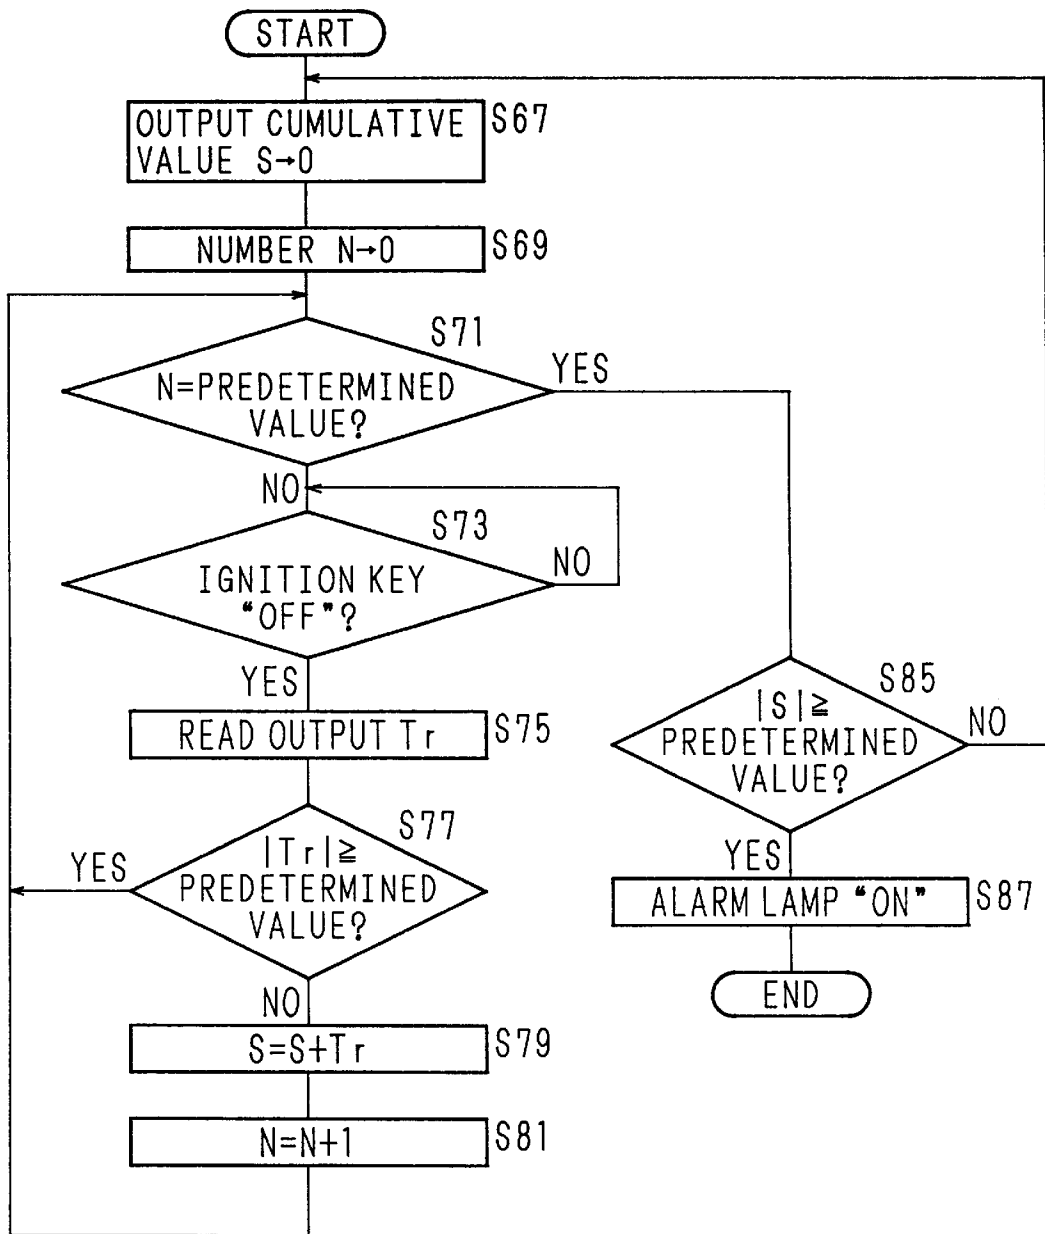 START
OUTPUT CUMULATIVE
VALUE S→0
S67
NUMBER N→0
S69
S71
N=PREDETERMINED
VALUE?
YES
NO
S73
IGNITION KEY
"OFF"?
NO
YES
READ OUTPUT Tr
S75
S77
|Tr|≧
PREDETERMINED
VALUE?
YES
NO
S=S+Tr
S79
N=N+1
S81
S85
|S|≧
PREDETERMINED
VALUE?
NO
YES
ALARM LAMP "ON"
S87
END